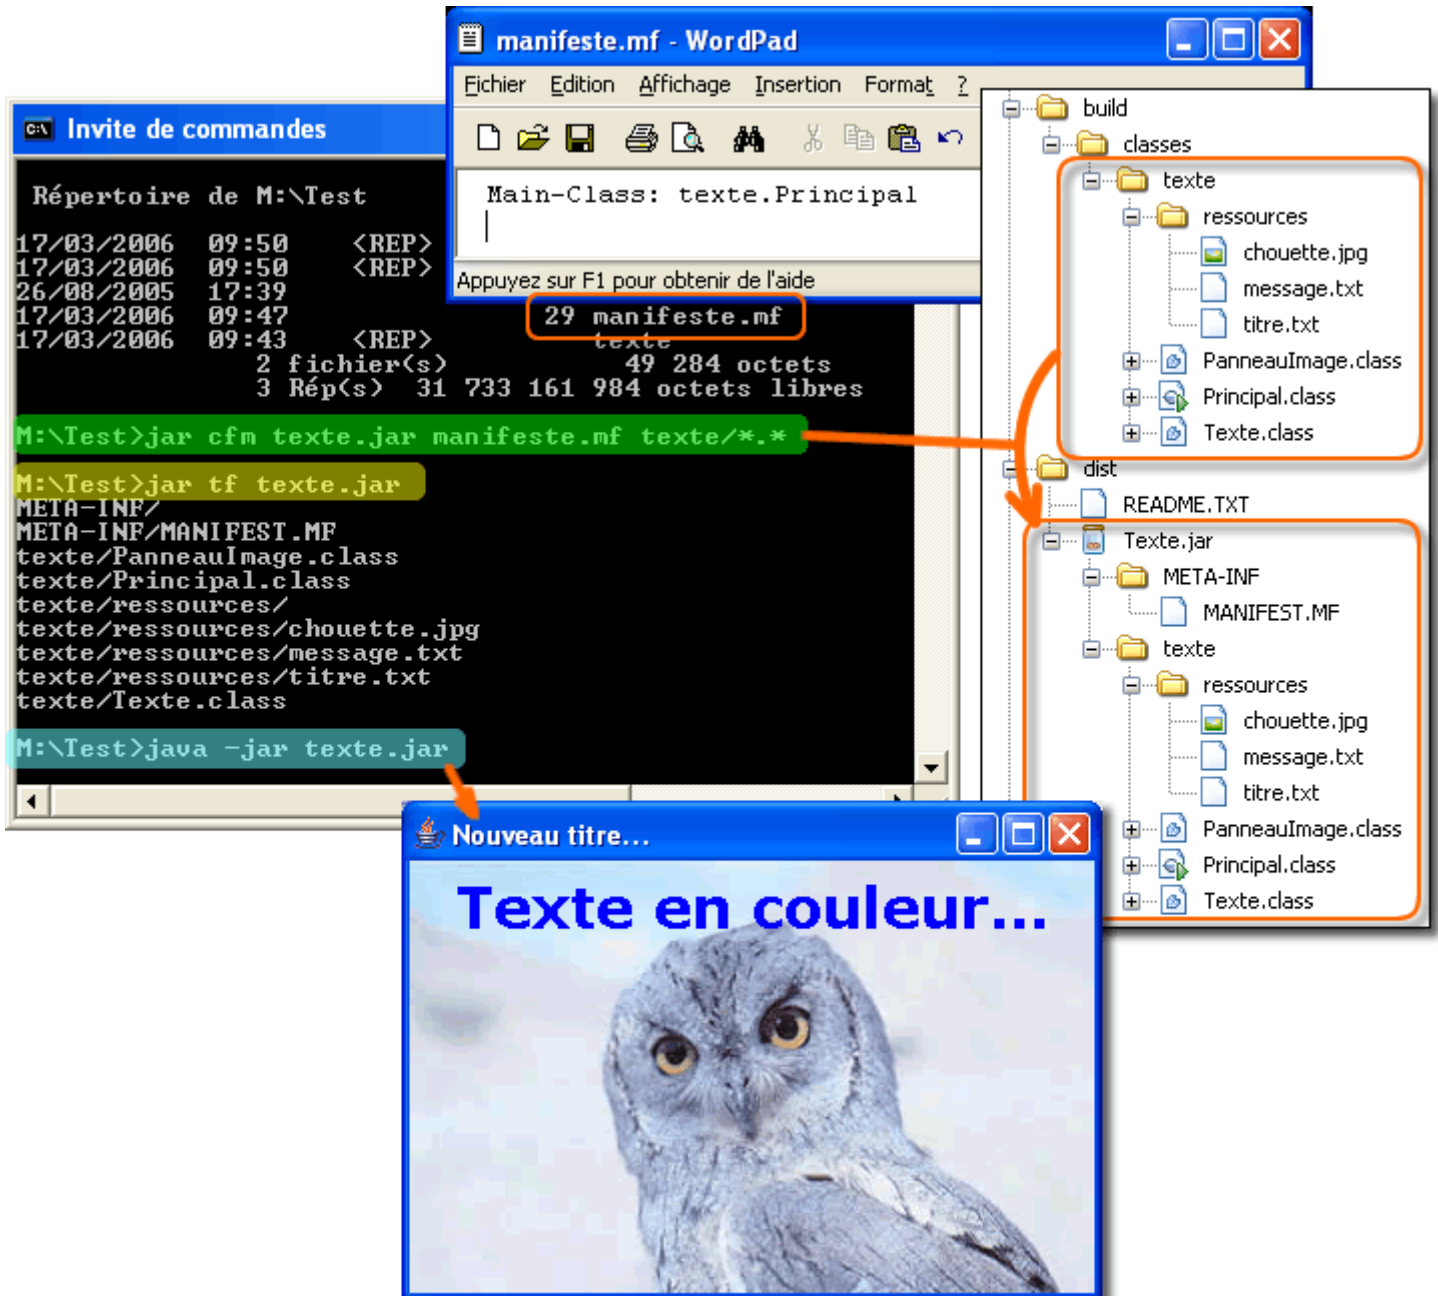 manifeste.mf - WordPad
Fichier Edition Affichage Insertion Format ?
Main-Class: texte.Principal
Appuyez sur F1 pour obtenir de l'aide
Invite de commandes
Répertoire de M:\Test
17/03/2006 09:50 <REP>
17/03/2006 09:50 <REP>
26/08/2005 17:39
17/03/2006 09:47 29 manifeste.mf
17/03/2006 09:43 <REP> texte
2 fichier(s) 49 284 octets
3 Rép(s) 31 733 161 984 octets libres
M:\Test>jar cfm texte.jar manifeste.mf texte/*.*
M:\Test>jar tf texte.jar
META-INF/
META-INF/MANIFEST.MF
texte/PanneauImage.class
texte/Principal.class
texte/ressources/
texte/ressources/chouette.jpg
texte/ressources/message.txt
texte/ressources/titre.txt
texte/Texte.class
M:\Test>java -jar texte.jar
build
classes
texte
ressources
chouette.jpg
message.txt
titre.txt
PanneauImage.class
Principal.class
Texte.class
dist
README.TXT
Texte.jar
META-INF
MANIFEST.MF
texte
ressources
chouette.jpg
message.txt
titre.txt
PanneauImage.class
Principal.class
Texte.class
Nouveau titre...
Texte en couleur...